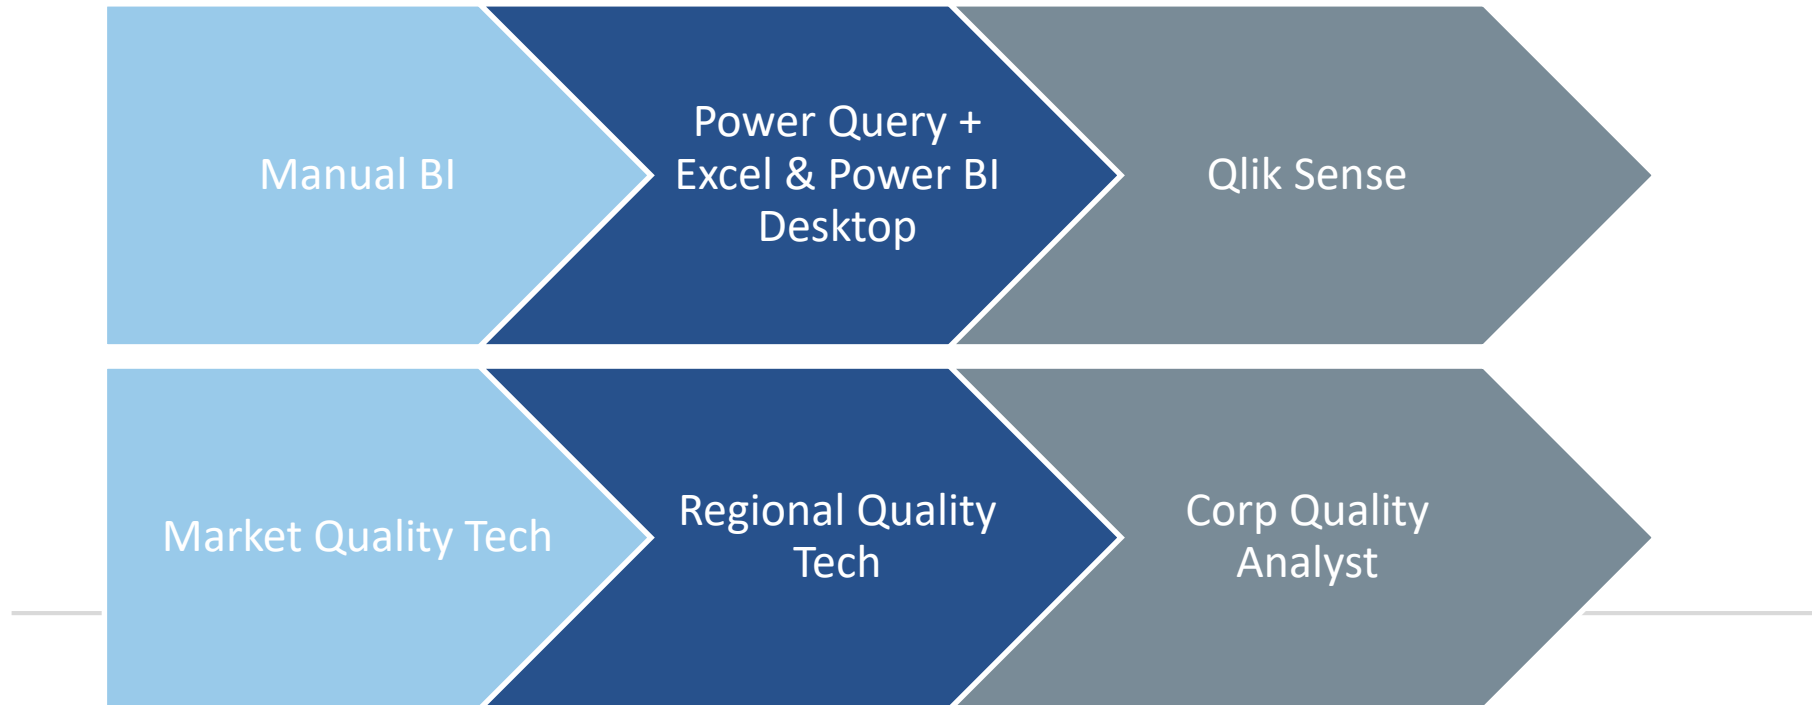 Manual BI
Power Query +
Excel & Power BI
Desktop
Qlik Sense
Market Quality Tech
Regional Quality
Tech
Corp Quality
Analyst